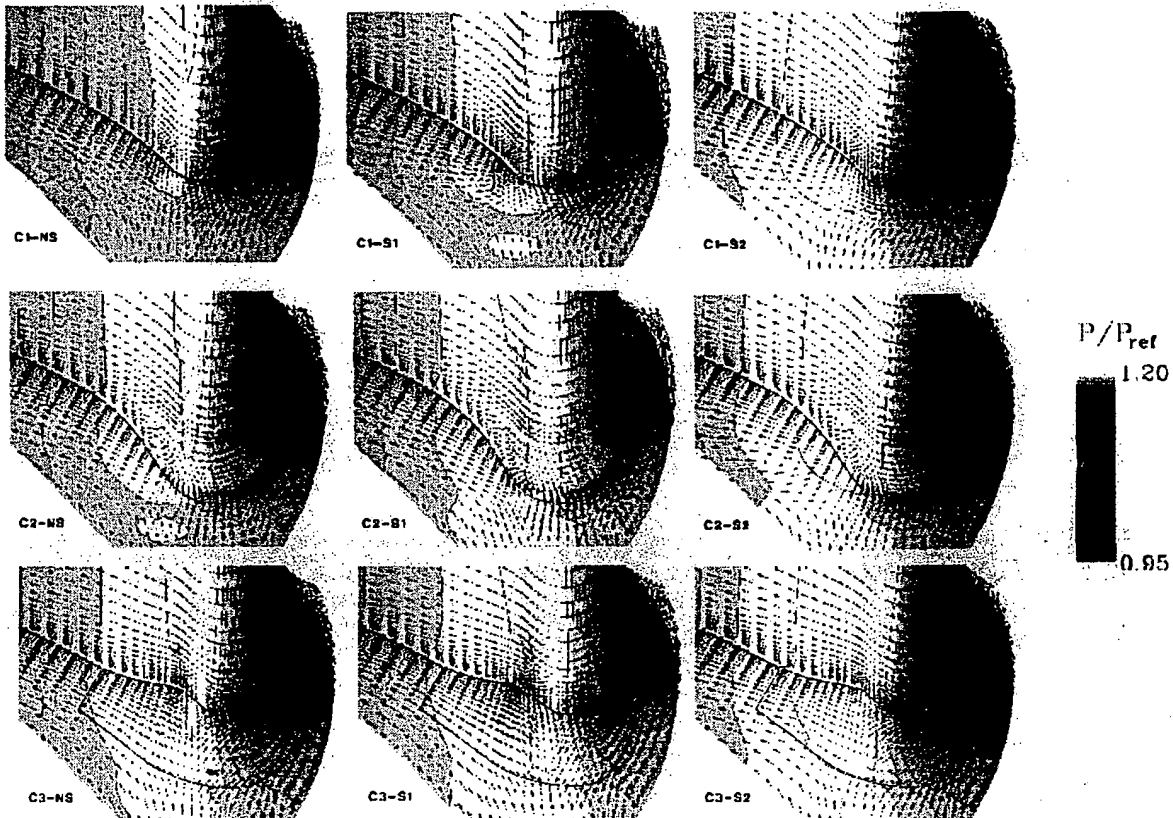 C1-NS
C1-S1
C1-S2
C2-NS
C2-S1
C2-S2
C3-NS
C3-S1
C3-S2
P/Pref
1.20
0.95